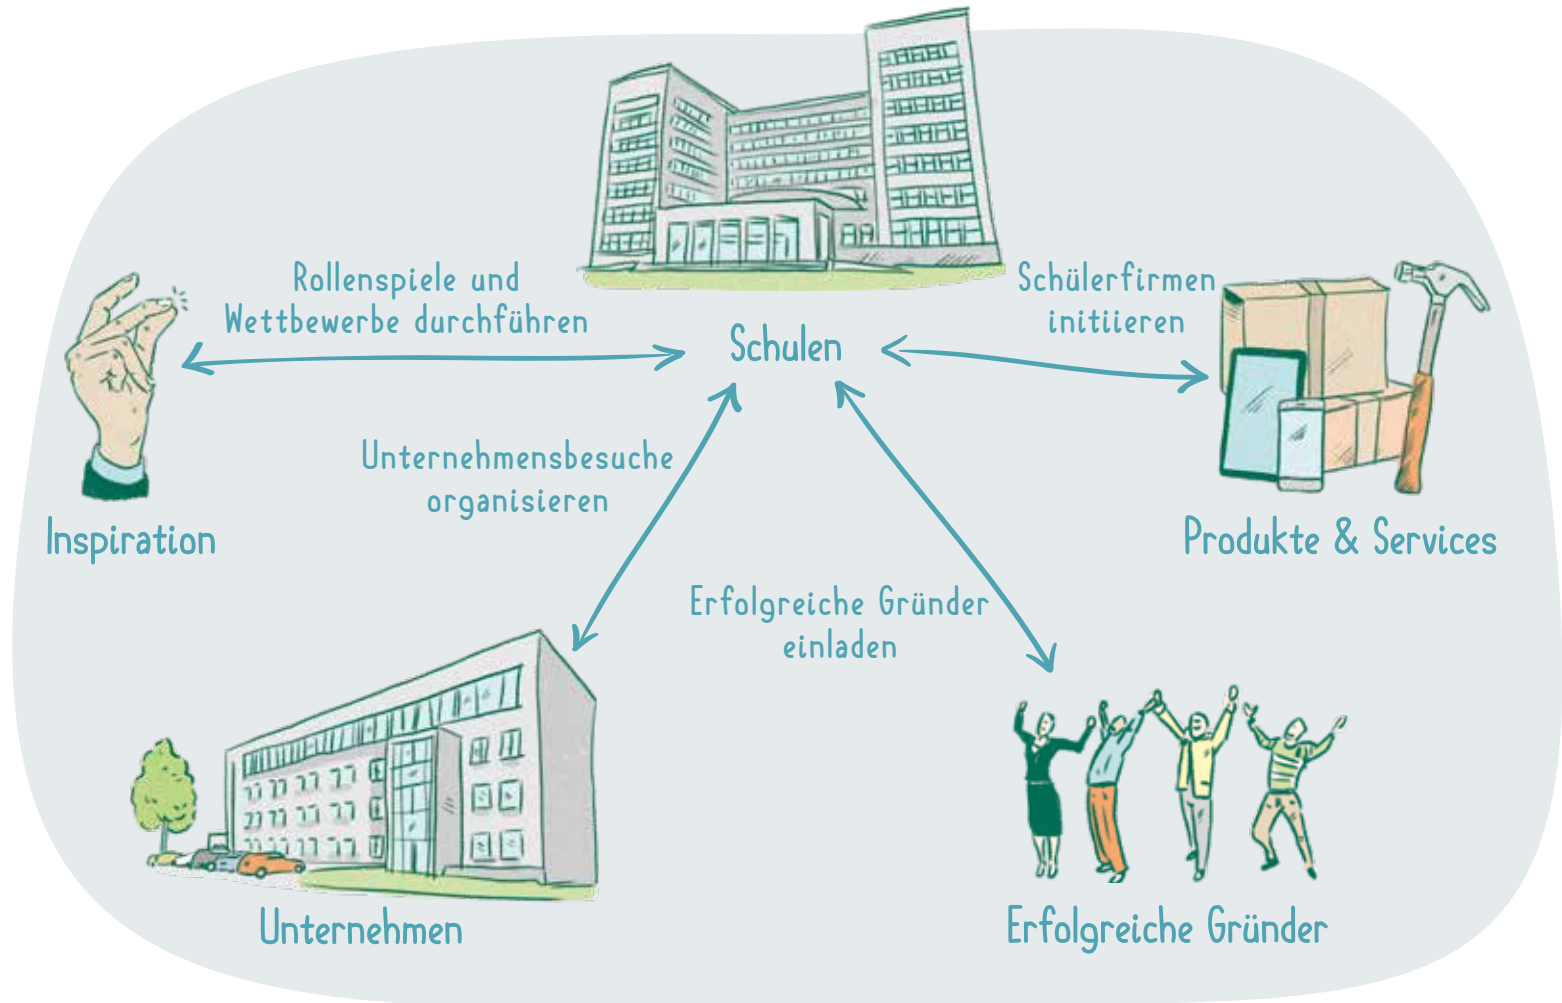 Rollenspiele und
Wettbewerbe durchführen
Schülerfirmen
initiieren
Schulen
Unternehmensbesuche
organisieren
Inspiration
Produkte & Services
Erfolgreiche Gründer
einladen
Unternehmen
Erfolgreiche Gründer